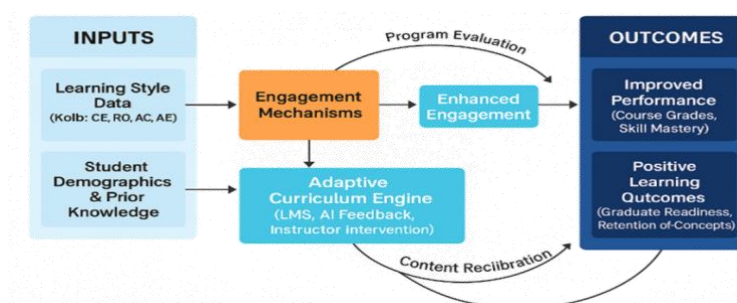 INPUTS
Learning Style
Data
(Kolb: CE, RO, AC, AE)
Student
Demographics
& Prior
Knowledge
Engagement
Mechanisms
Adaptive
Curriculum Engine
(LMS, AI Feedback,
Instructor intervention)
Program Evaluation
Enhanced
Engagement
Content Recliibration
OUTCOMES
Improved
Performance
(Course Grades,
Skill Mastery)
Positive
Learning
Qutcomes
(Graduate Readiness,
Retention of-Concepts)